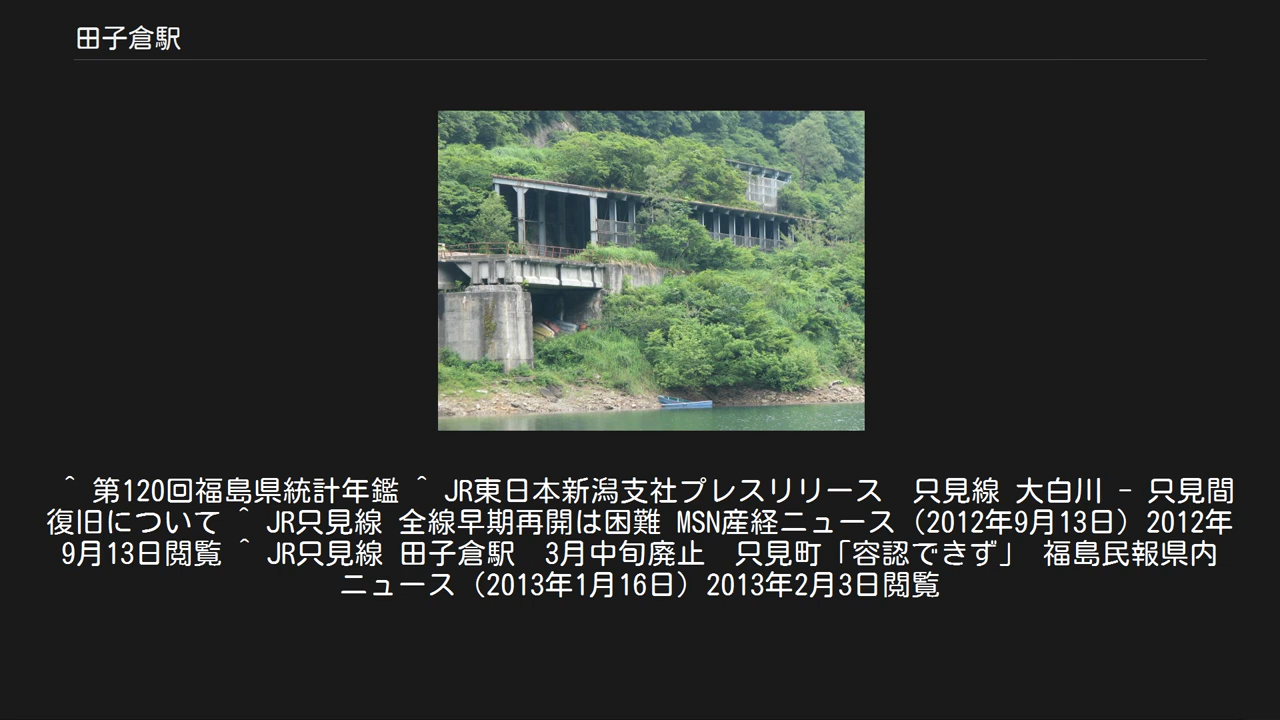 田子倉駅
^ 第120回福島県統計年鑑 ^ JR東日本新潟支社プレスリリース　只見線 大白川 - 只見間
復旧について ^ JR只見線 全線早期再開は困難 MSN産経ニュース（2012年9月13日）2012年
9月13日閲覧 ^ JR只見線 田子倉駅　3月中旬廃止　只見町「容認できず」 福島民報県内
ニュース（2013年1月16日）2013年2月3日閲覧